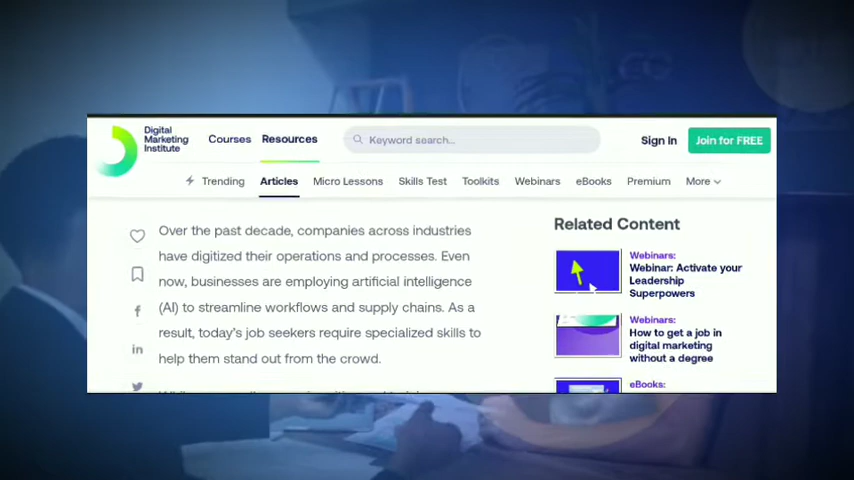 Digital
Marketing
Institute
Courses
Resources
Keyword search...
Sign In
Join for FREE
Trending
Articles
Micro Lessons
Skills Test
Toolkits
Webinars
eBooks
Premium
More
Over the past decade, companies across industries
have digitized their operations and processes. Even
now, businesses are employing artificial intelligence
(AI) to streamline workflows and supply chains. As a
result, today's job seekers require specialized skills to
help them stand out from the crowd.
Related Content
Webinars:
Webinar: Activate your
Leadership
Superpowers
Webinars:
How to get a job in
digital marketing
without a degree
eBooks: